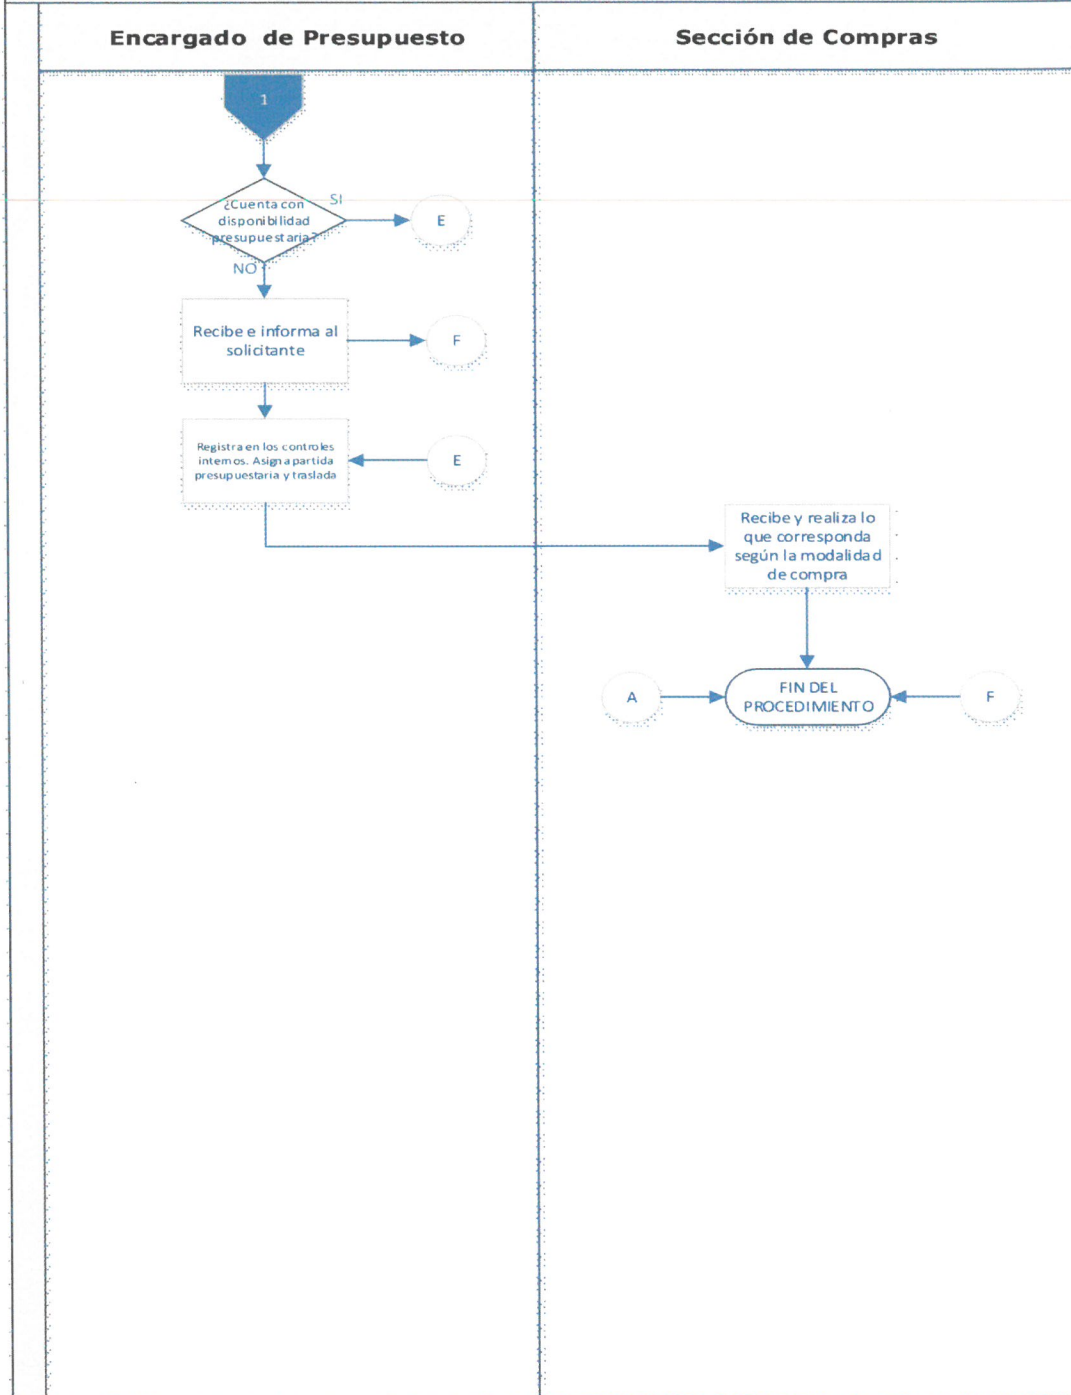 Encargado de Presupuesto
Sección de Compras
1
¿Cuenta con
disponibilidad
presupuestaria?
SI
E
NO
Recibe e informa al
solicitante
F
Registra en los controles
internos. Asigna partida
presupuestaria y traslada
E
Recibe y realiza lo
que corresponda
según la modalidad
de compra
A
FIN DEL
PROCEDIMIENTO
F